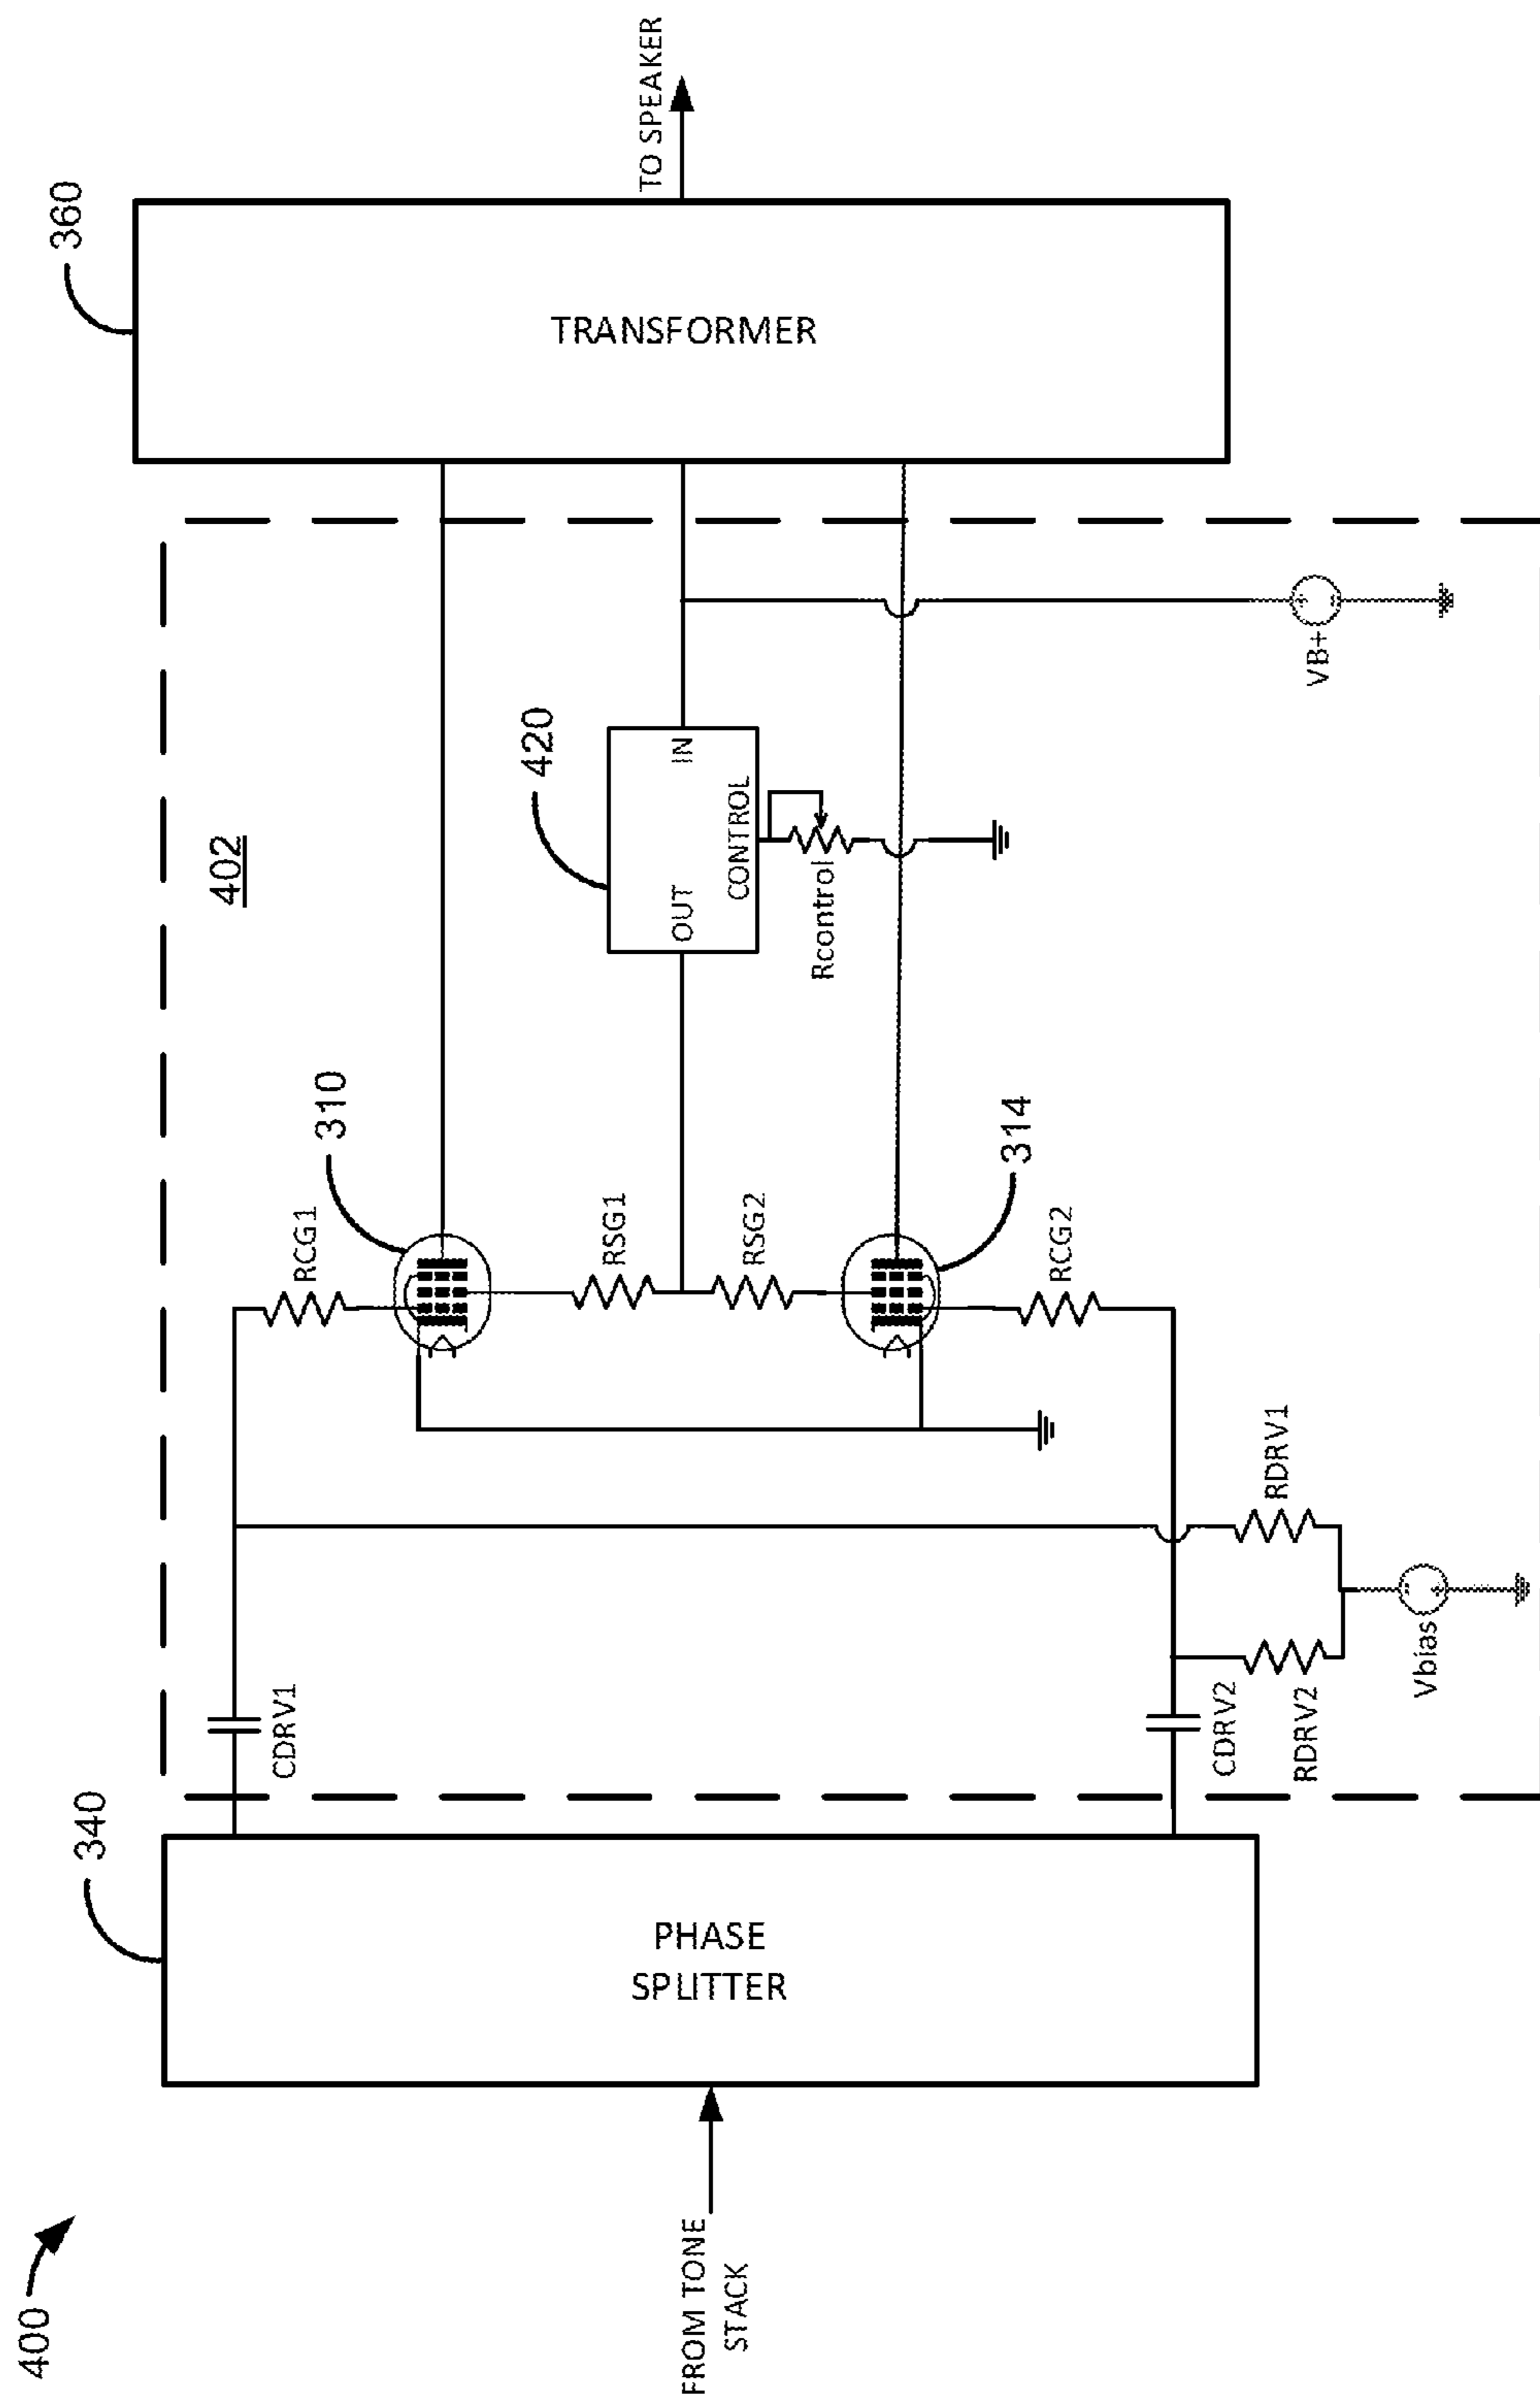 400
FROM TONE
STACK
340
PHASE
SPLITTER
402
CDRV1
CDRV2
RDRV2
RDRV1
Vbias
RCG1
310
RSG1
RSG2
314
RCG2
420
OUT
IN
CONTROL
Rcontrol
VB+
360
TRANSFORMER
TO SPEAKER